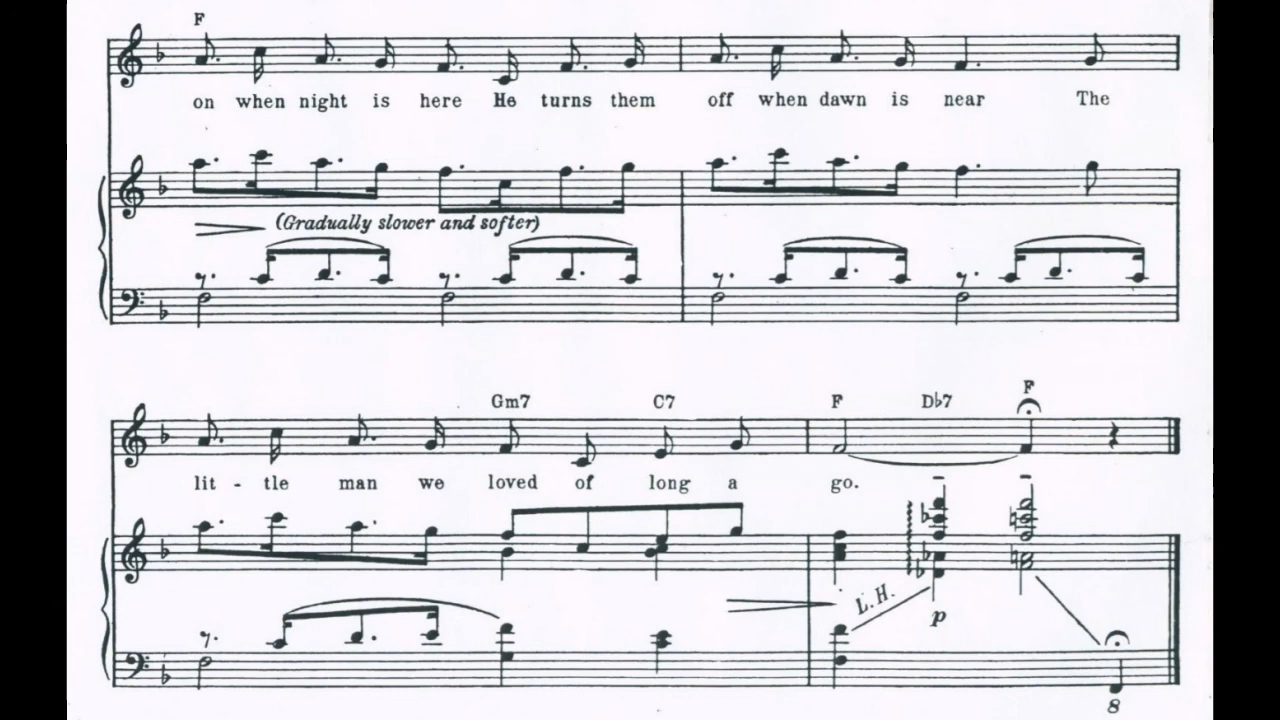 F
on when night is here He turns them off when dawn is near The
(Gradually slower and softer)
Gm7 C7 F Db7 F
lit - tle man we loved of long a go.
L.H.
p
8